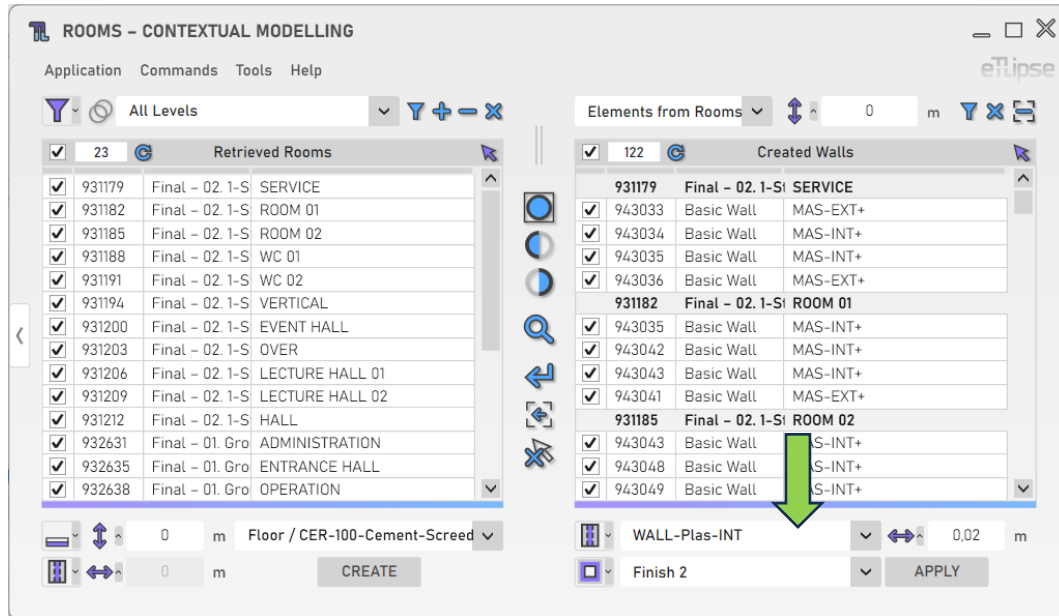 ROOMS – CONTEXTUAL MODELLING
Application Commands Tools Help
eTLipse
All Levels
Elements from Rooms 0 m
23 Retrieved Rooms
931179 Final – 02. 1-S SERVICE
931182 Final – 02. 1-S ROOM 01
931185 Final – 02. 1-S ROOM 02
931188 Final – 02. 1-S WC 01
931191 Final – 02. 1-S WC 02
931194 Final – 02. 1-S VERTICAL
931200 Final – 02. 1-S EVENT HALL
931203 Final – 02. 1-S OVER
931206 Final – 02. 1-S LECTURE HALL 01
931209 Final – 02. 1-S LECTURE HALL 02
931212 Final – 02. 1-S HALL
932631 Final – 01. Gro ADMINISTRATION
932635 Final – 01. Gro ENTRANCE HALL
932638 Final – 01. Gro OPERATION
0 m Floor / CER-100-Cement-Screed
0 m CREATE
122 Created Walls
931179 Final – 02. 1-St SERVICE
943033 Basic Wall MAS-EXT+
943034 Basic Wall MAS-INT+
943035 Basic Wall MAS-INT+
943036 Basic Wall MAS-EXT+
931182 Final – 02. 1-St ROOM 01
943035 Basic Wall MAS-INT+
943042 Basic Wall MAS-INT+
943043 Basic Wall MAS-INT+
943041 Basic Wall MAS-EXT+
931185 Final – 02. 1-St ROOM 02
943043 Basic Wall AS-INT+
943048 Basic Wall AS-INT+
943049 Basic Wall S-INT+
WALL-Plas-INT 0,02 m
Finish 2 APPLY